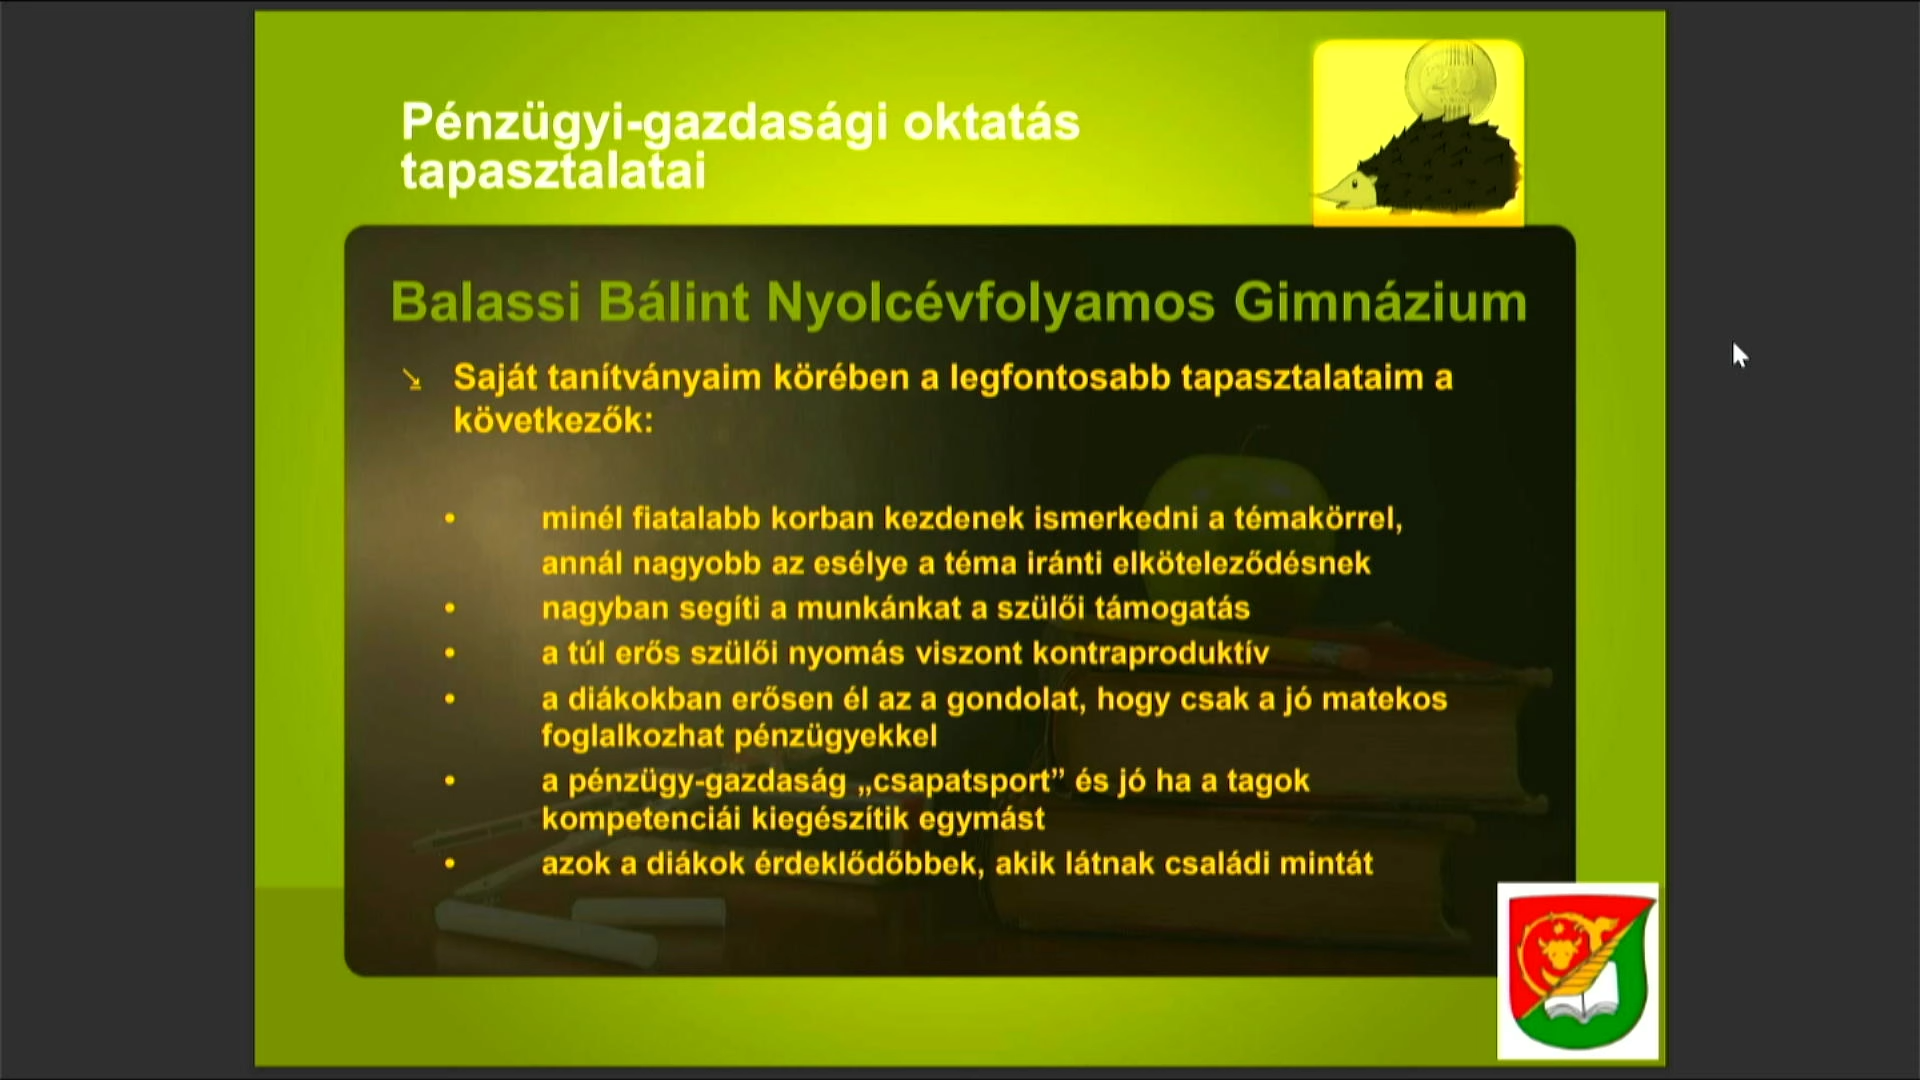 Pénzügyi-gazdasági oktatás
tapasztalatai
Balassi Bálint Nyolcévfolyamos Gimnázium
Saját tanítványaim körében a legfontosabb tapasztalataim a
következők:
• minél fiatalabb korban kezdenek ismerkedni a témakörrel,
annál nagyobb az esélye a téma iránti elköteleződésnek
• nagyban segíti a munkánkat a szülői támogatás
• a túl erős szülői nyomás viszont kontraproduktív
• a diákokban erősen él az a gondolat, hogy csak a jó matekos
foglalkozhat pénzügyekkel
• a pénzügy-gazdaság „csapatsport” és jó ha a tagok
kompetenciái kiegészítik egymást
• azok a diákok érdeklődőbbek, akik látnak családi mintát